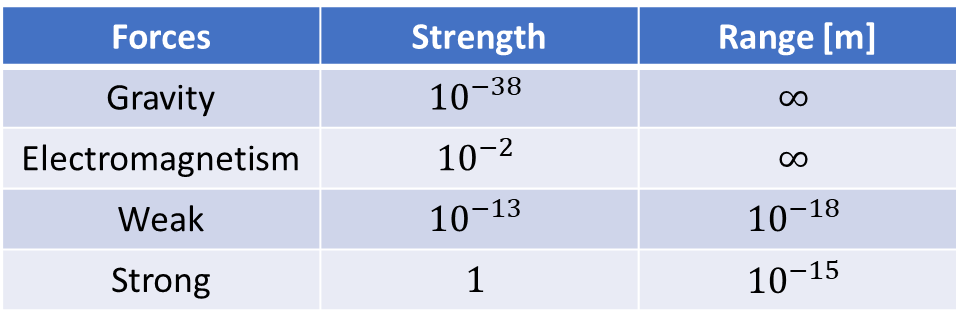 Forces Strength Range [m]
Gravity 10⁻³⁸ ∞
Electromagnetism 10⁻² ∞
Weak 10⁻¹³ 10⁻¹⁸
Strong 1 10⁻¹⁵